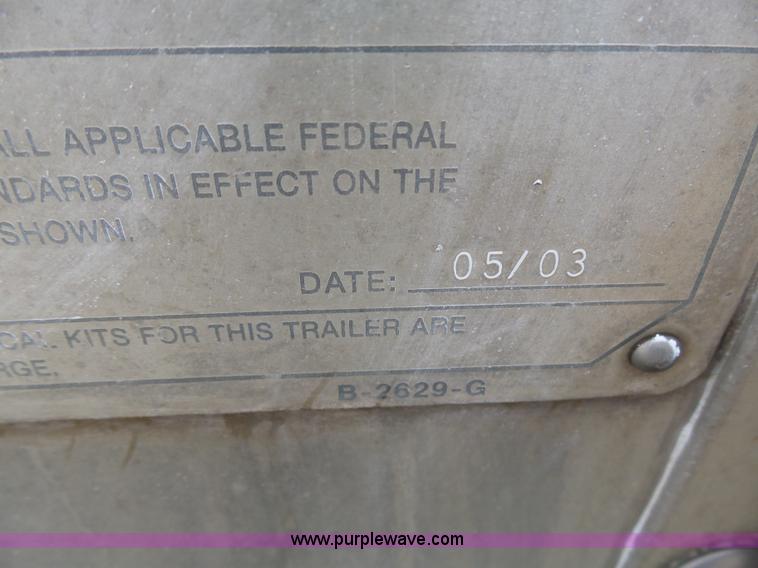 ALL APPLICABLE FEDERAL
NDARDS IN EFFECT ON THE
SHOWN.
DATE: 05/03
CAL KITS FOR THIS TRAILER ARE
RGE.
B-2629-G
www.purplewave.com